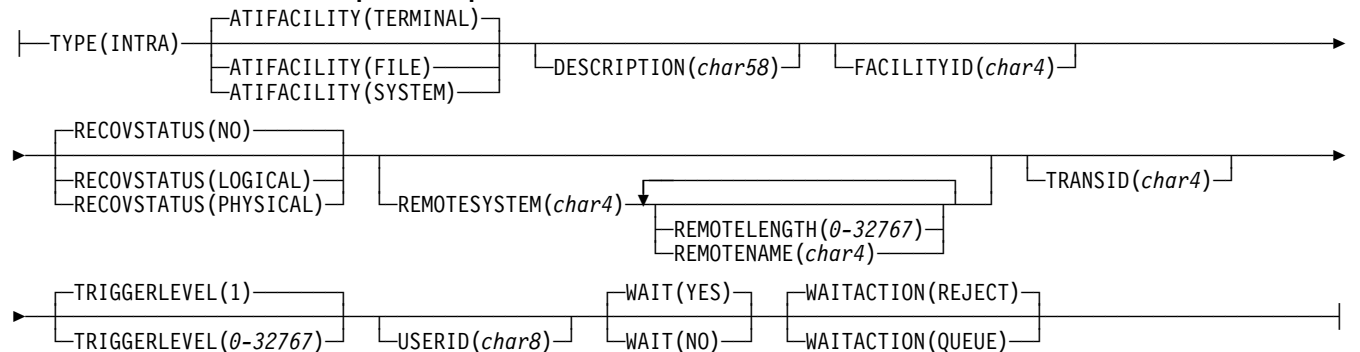 ATIFACILITY(TERMINAL)
TYPE(INTRA)
ATIFACILITY(FILE) DESCRIPTION(char58) FACILITYID(char4)
ATIFACILITY(SYSTEM)
RECOVSTATUS(NO)
RECOVSTATUS(LOGICAL) TRANSID(char4)
RECOVSTATUS(PHYSICAL) REMOTESYSTEM(char4)
REMOTELENGTH(0-32767)
REMOTENAME(char4)
TRIGGERLEVEL(1) WAIT(YES) WAITACTION(REJECT)
TRIGGERLEVEL(0-32767) USERID(char8) WAIT(NO) WAITACTION(QUEUE)